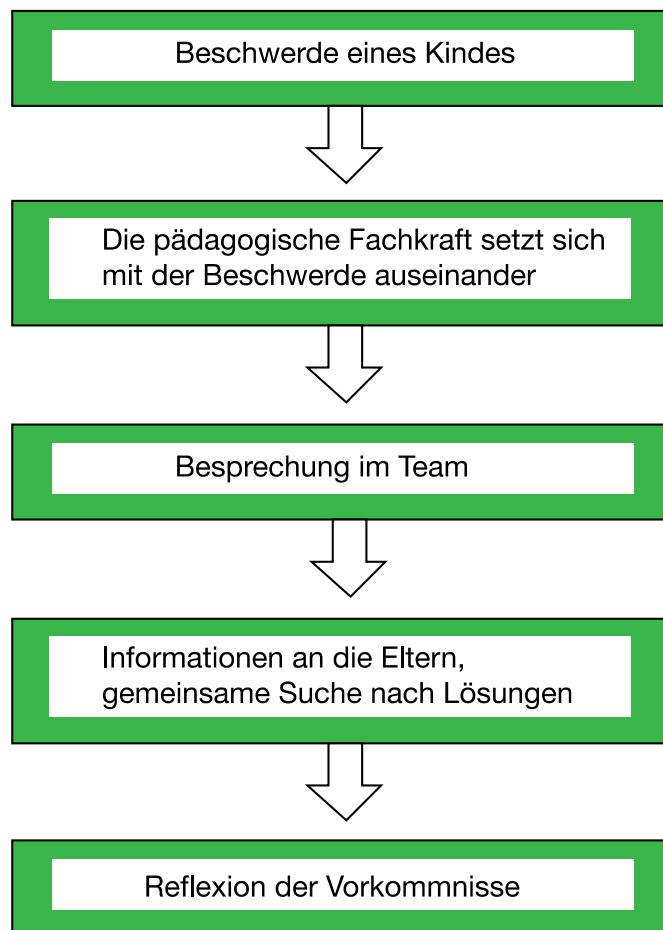 Beschwerde eines Kindes
Die pädagogische Fachkraft setzt sich
mit der Beschwerde auseinander
Besprechung im Team
Informationen an die Eltern,
gemeinsame Suche nach Lösungen
Reflexion der Vorkommnisse